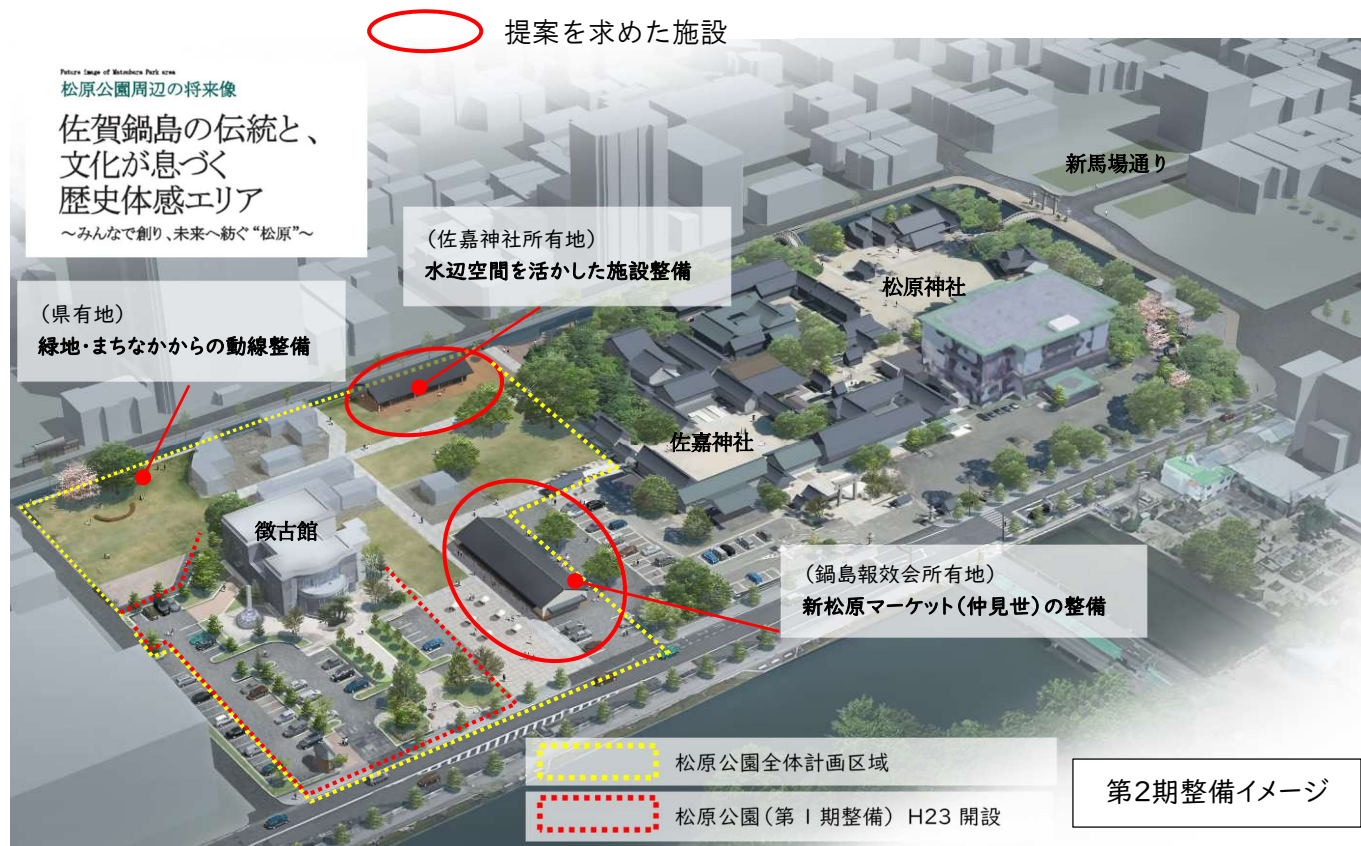 提案を求めた施設
Future image of Matsubara Park area
松原公園周辺の将来像
佐賀鍋島の伝統と、
文化が息づく
歴史体感エリア
～みんなで創り、未来へ紡ぐ“松原”～
新馬場通り
（佐嘉神社所有地）
水辺空間を活かした施設整備
松原神社
（県有地）
緑地・まちなかからの動線整備
佐嘉神社
徴古館
（鍋島報效会所有地）
新松原マーケット（仲見世）の整備
松原公園全体計画区域
松原公園（第１期整備） H23 開設
第２期整備イメージ